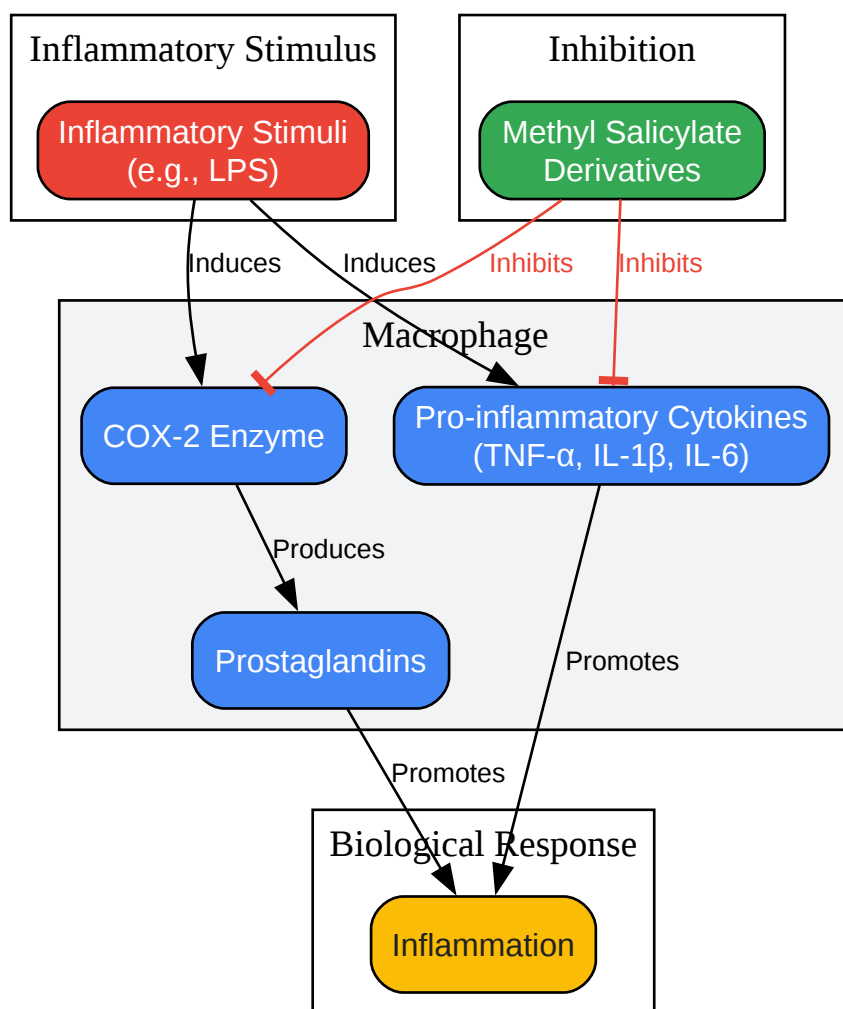 Inflammatory Stimulus
Inhibition
Inflammatory Stimuli
(e.g., LPS)
Methyl Salicylate
Derivatives
Induces
Induces
Inhibits
Inhibits
Macrophage
COX-2 Enzyme
Pro-inflammatory Cytokines
(TNF-α, IL-1β, IL-6)
Produces
Prostaglandins
Promotes
Promotes
Biological Response
Inflammation